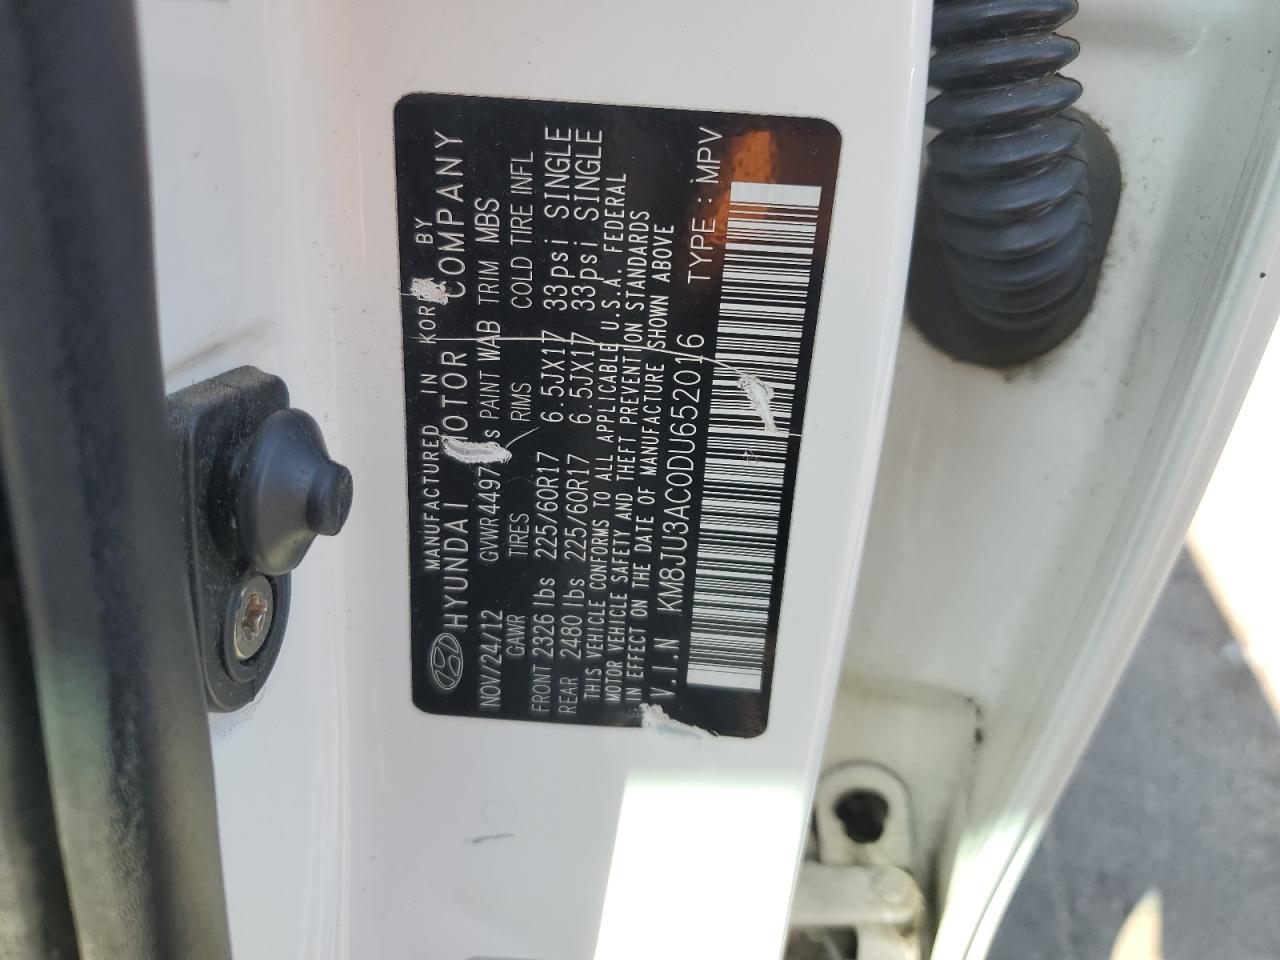 MANUFACTURED IN KOR BY
HYUNDAI MOTOR COMPANY
NOV/24/12 GVWR4497 PAINT WAB TRIM MBS
GAWR TIRES RIMS COLD TIRE INFL
FRONT 2326 lbs 225/60R17 6.5JX17 33psi SINGLE
REAR 2480 lbs 225/60R17 6.5JX17 33psi SINGLE
THIS VEHICLE CONFORMS TO ALL APPLICABLE U.S.A. FEDERAL
MOTOR VEHICLE SAFETY AND THEFT PREVENTION STANDARDS
IN EFFECT ON THE DATE OF MANUFACTURE SHOWN ABOVE
V.I.N KM8JU3AC0DU652016 TYPE : MPV